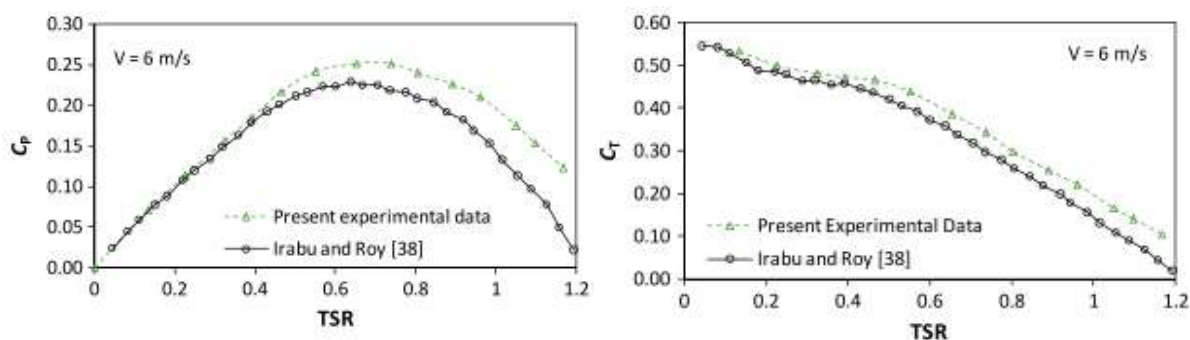 0.30
V = 6 m/s
0.25
0.20
0.15
0.10
0.05
0.00
Cp
Present experimental data
Irabu and Roy [38]
0 0.2 0.4 0.6 0.8 1.0 1.2
TSR
0.60
V = 6 m/s
0.50
0.40
0.30
0.20
0.10
0.00
CT
Present Experimental Data
Irabu and Roy [38]
0 0.2 0.4 0.6 0.8 1 1.2
TSR